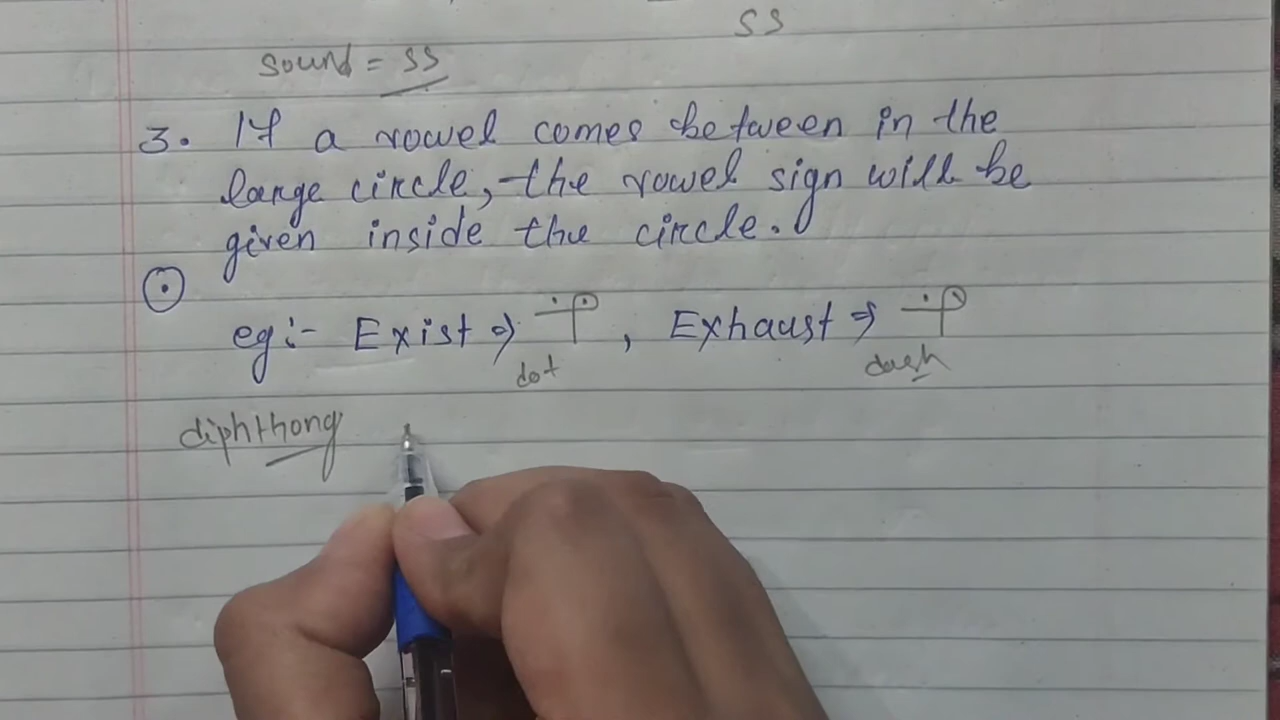 ss
sound = ss
3. If a vowel comes between in the
large circle, the vowel sign will be
given inside the circle.
eg:- Exist ⇒ , Exhaust ⇒
dot dash
diphthong